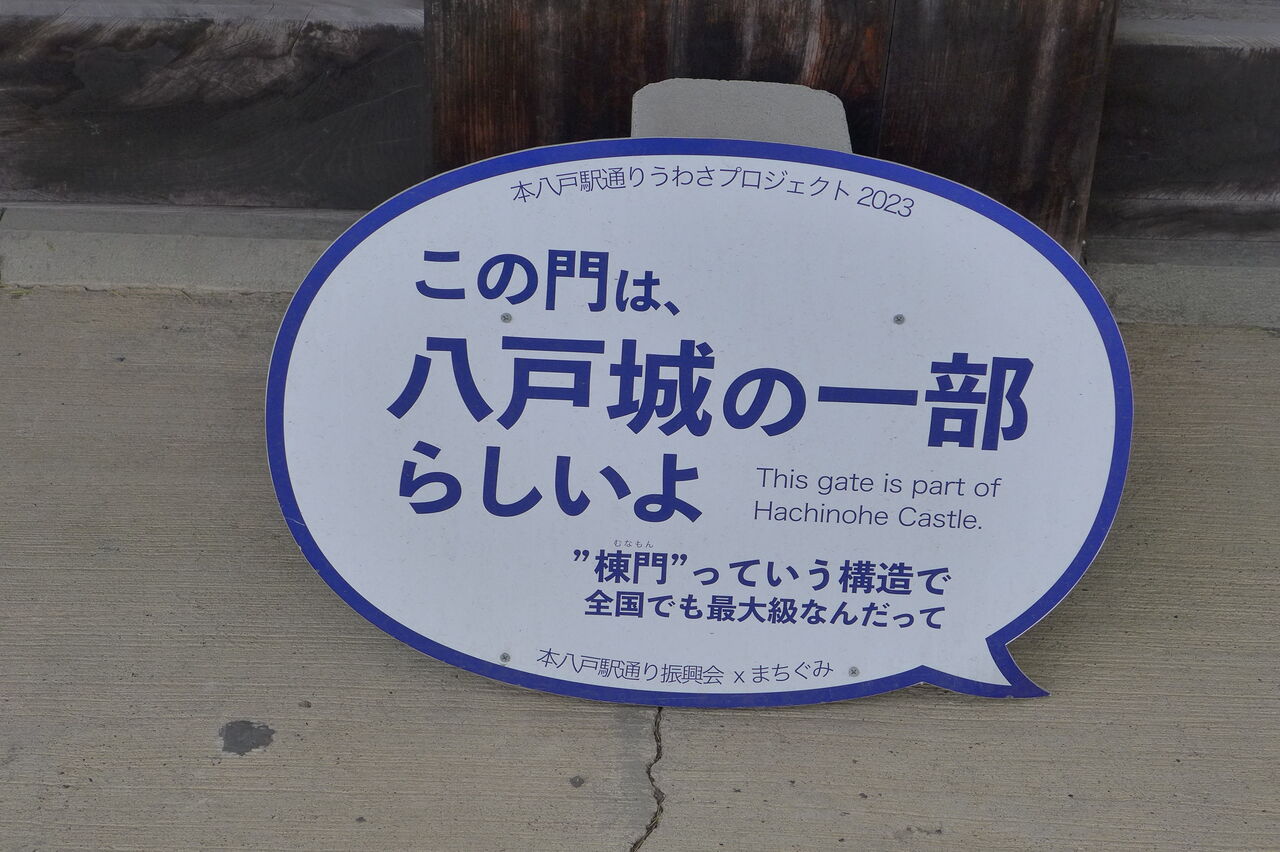 本八戸駅通りうわさプロジェクト 2023
この門は、
八戸城の一部
らしいよ
This gate is part of
Hachinohe Castle.
むなもん
”棟門”っていう構造で
全国でも最大級なんだって
本八戸駅通り振興会 x まちぐみ